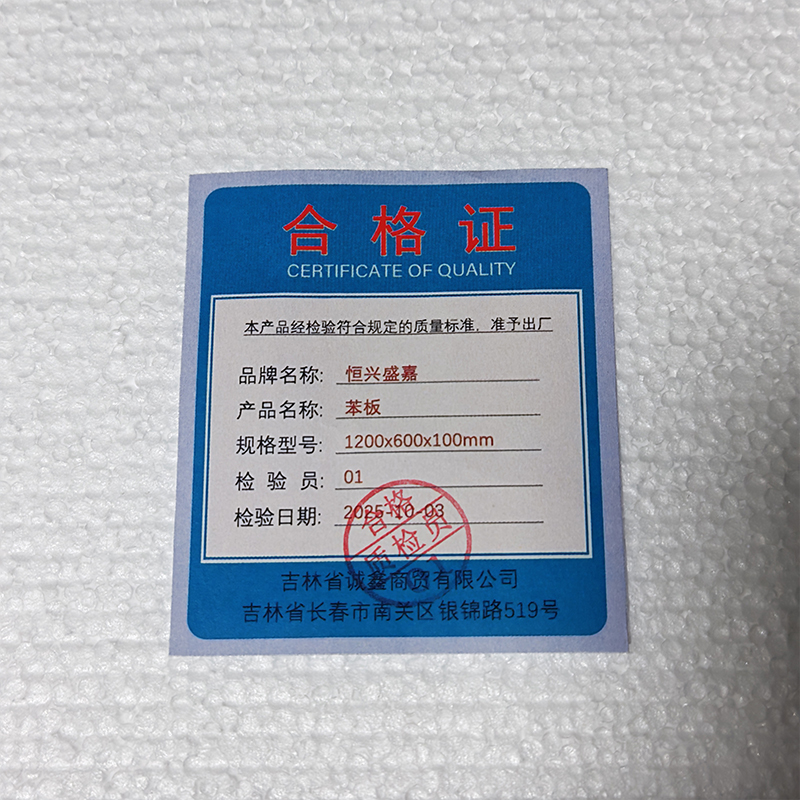 合格证
CERTIFICATE OF QUALITY
本产品经检验符合规定的质量标准，准予出厂
品牌名称: 恒兴盛嘉
产品名称: 苯板
规格型号: 1200x600x100mm
检 验 员: 01
检验日期: 2025-10-03
合格
质检员
吉林省诚鑫商贸有限公司
吉林省长春市南关区银锦路519号